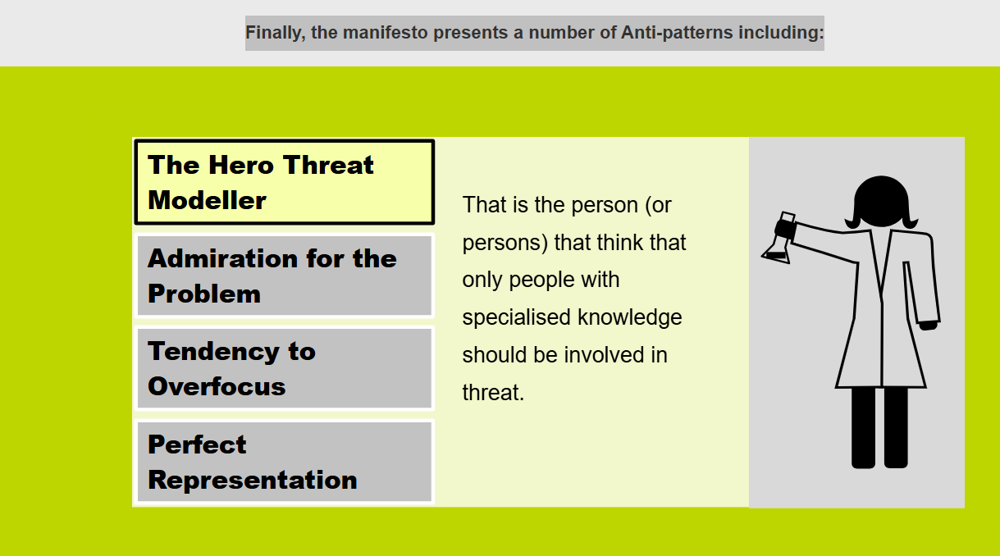 Finally, the manifesto presents a number of Anti-patterns including:
The Hero Threat
Modeller
Admiration for the
Problem
Tendency to
Overfocus
Perfect
Representation
That is the person (or
persons) that think that
only people with
specialised knowledge
should be involved in
threat.